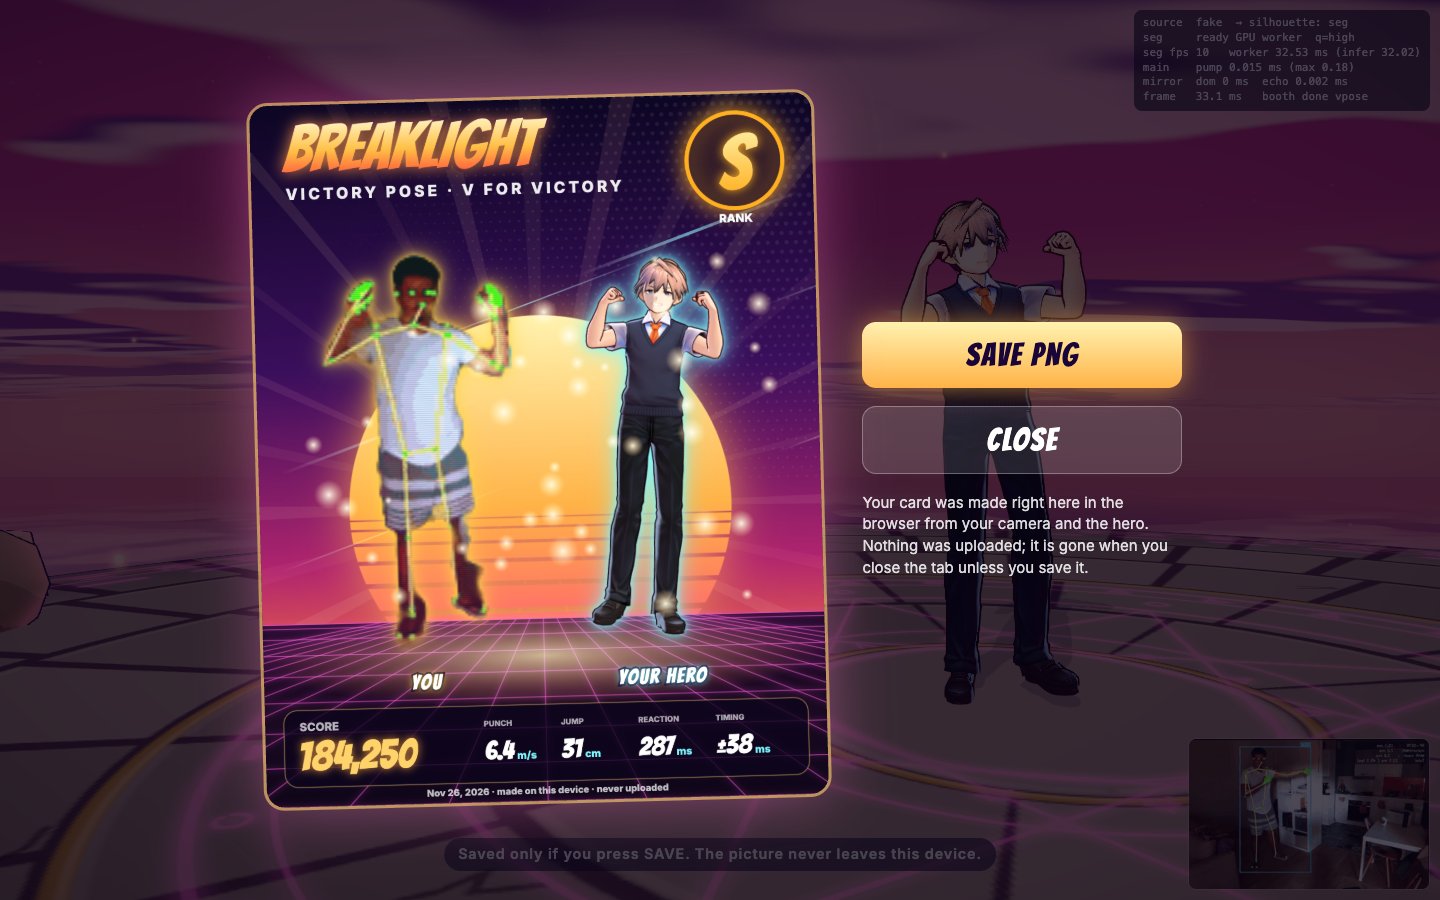 source fake → silhouette: seg
seg ready GPU worker q=high
seg fps 10 worker 32.53 ms (infer 32.02)
main pump 0.015 ms (max 0.18)
mirror dom 0 ms echo 0.002 ms
frame 33.1 ms booth done vpose
BREAKLIGHT
VICTORY POSE · V FOR VICTORY
S
RANK
SAVE PNG
CLOSE
Your card was made right here in the
browser from your camera and the hero.
Nothing was uploaded; it is gone when you
close the tab unless you save it.
YOU
YOUR HERO
SCORE
184,250
PUNCH
6.4 m/s
JUMP
31 cm
REACTION
287 ms
TIMING
±38 ms
Nov 26, 2026 · made on this device · never uploaded
Saved only if you press SAVE. The picture never leaves this device.